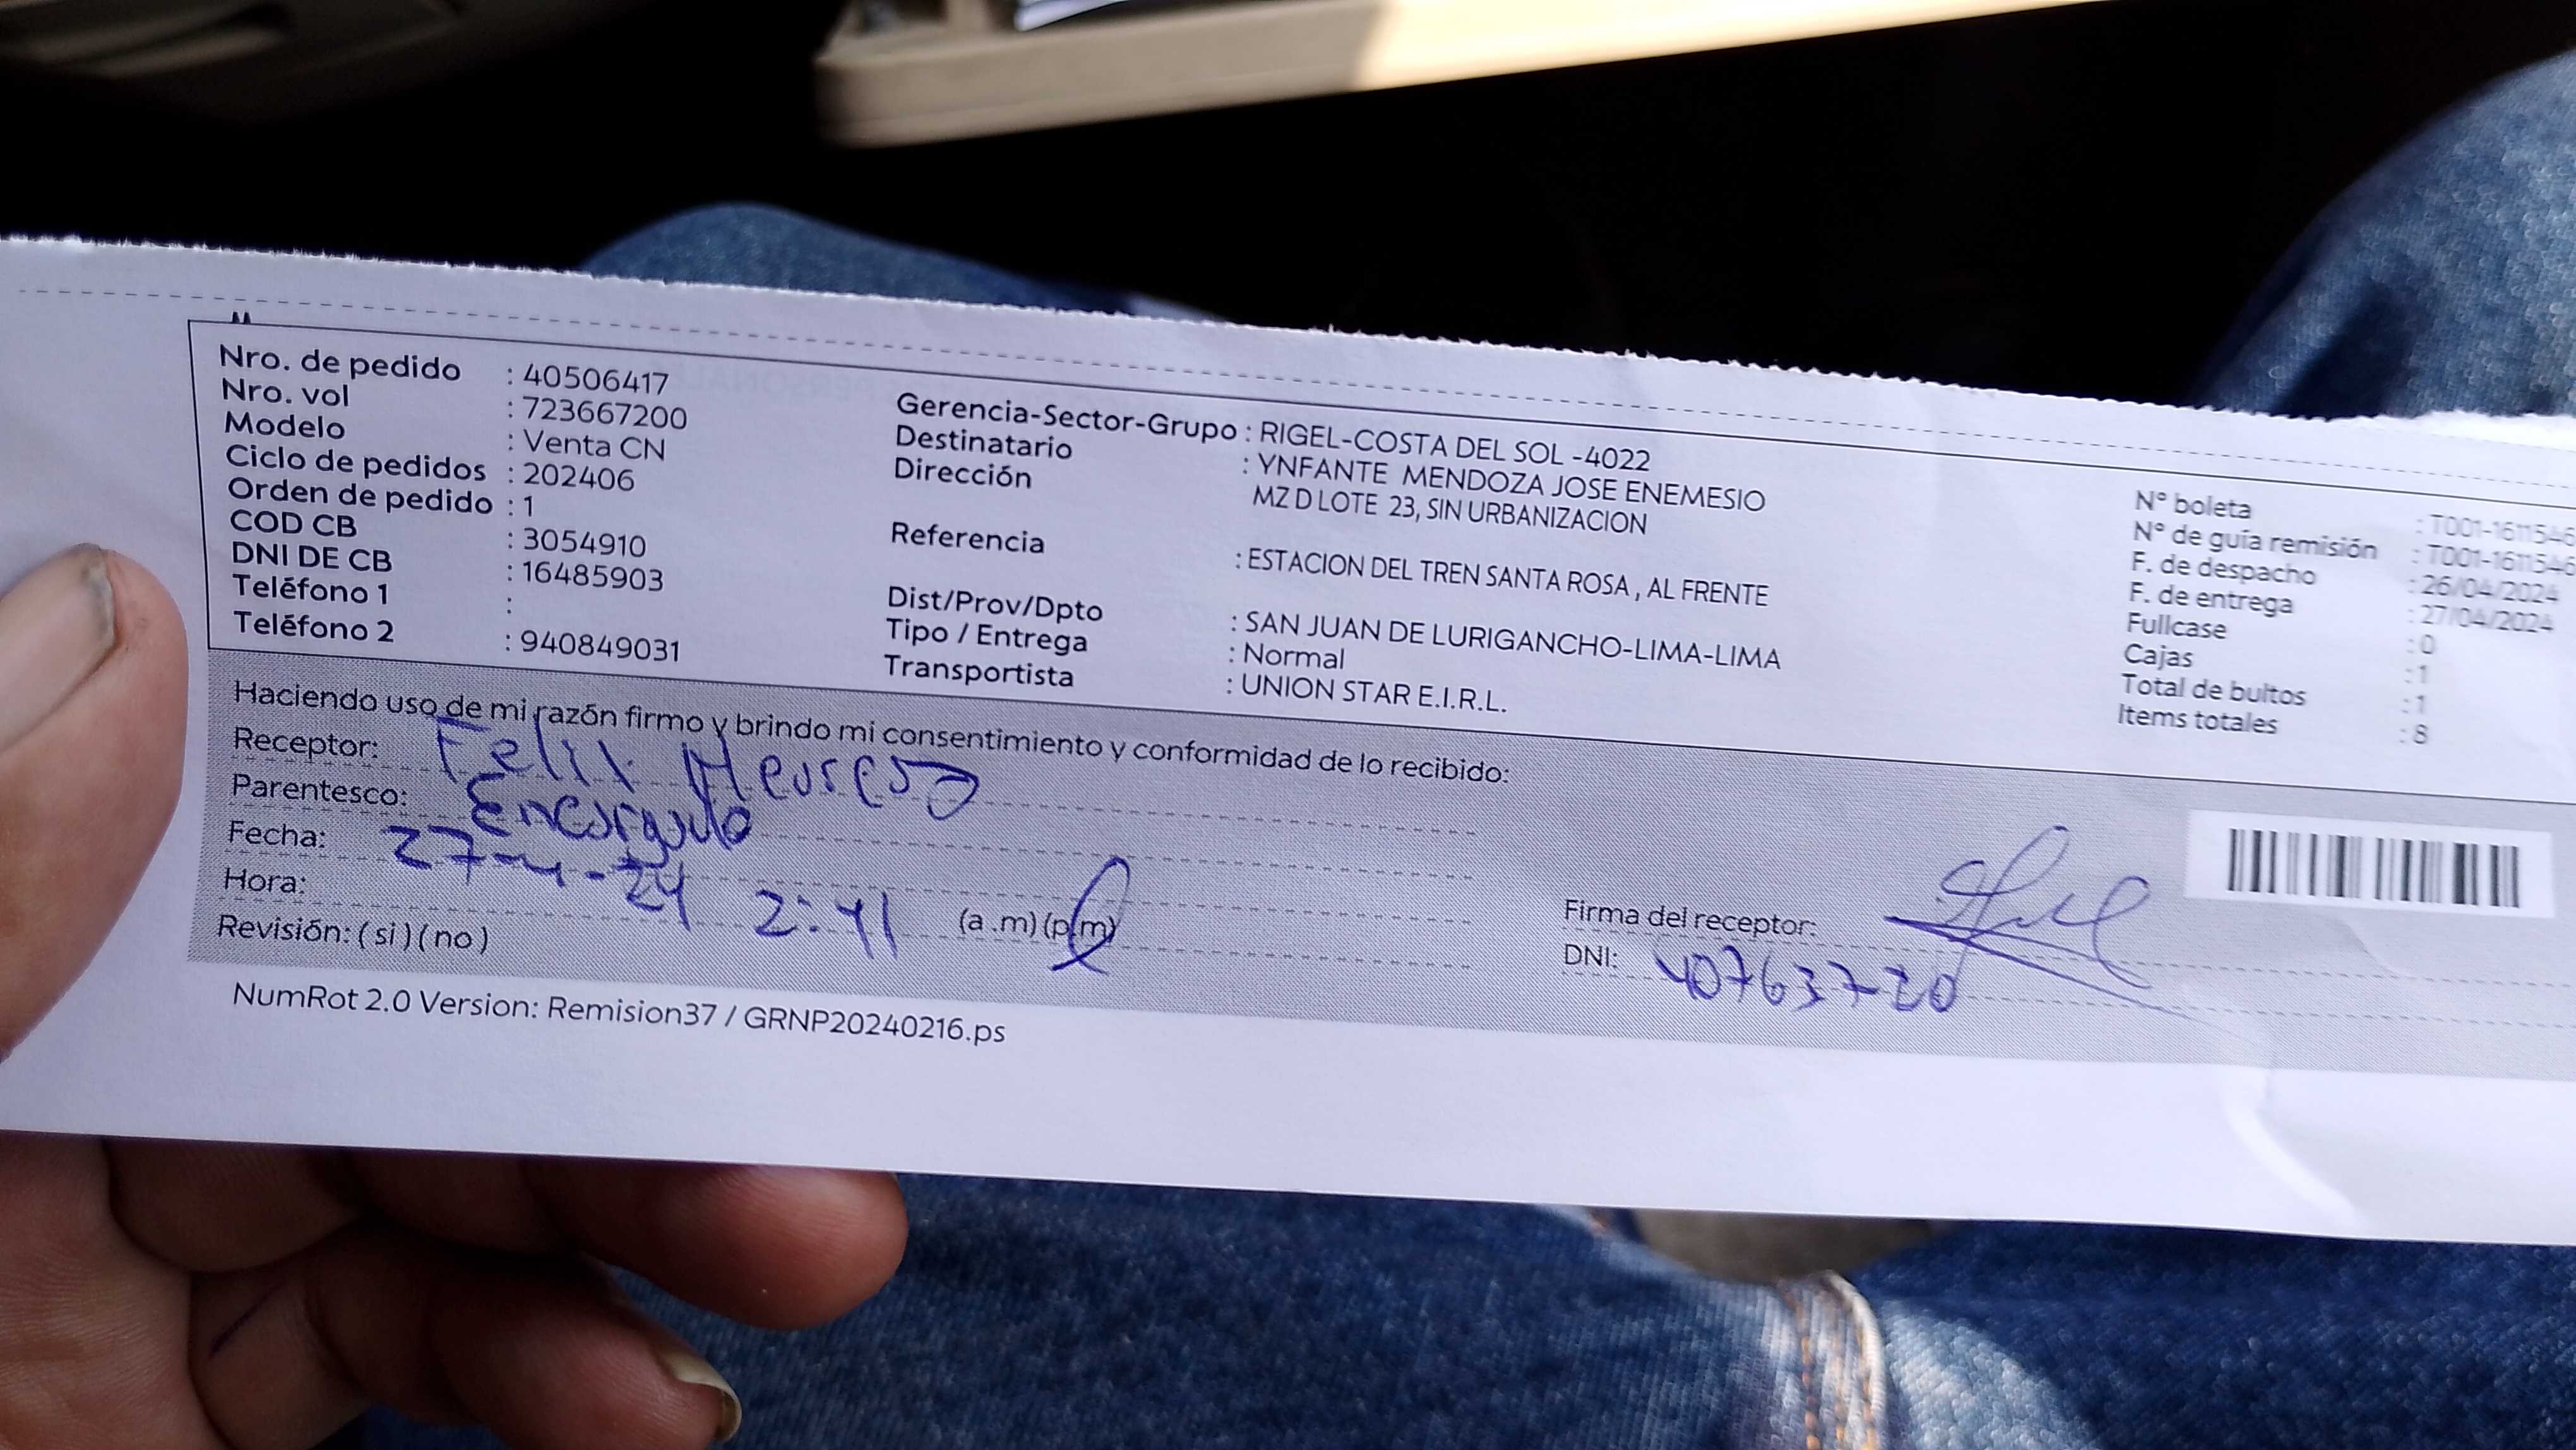 Nro. de pedido : 40506417
Nro. vol : 723667200
Modelo : Venta CN
Ciclo de pedidos : 202406
Orden de pedido : 1
COD CB : 3054910
DNI DE CB : 16485903
Teléfono 1 :
Teléfono 2 : 940849031
Gerencia-Sector-Grupo : RIGEL-COSTA DEL SOL -4022
Destinatario : YNFANTE MENDOZA JOSE ENEMESIO
Dirección MZ D LOTE 23, SIN URBANIZACION
Referencia : ESTACION DEL TREN SANTA ROSA , AL FRENTE
Dist/Prov/Dpto : SAN JUAN DE LURIGANCHO-LIMA-LIMA
Tipo / Entrega : Normal
Transportista : UNION STAR E.I.R.L.
N° boleta : T001-1611546
N° de guía remisión : T001-1611546
F. de despacho : 26/04/2024
F. de entrega : 27/04/2024
Fullcase : 0
Cajas : 1
Total de bultos : 1
Items totales : 8
Haciendo uso de mi razón firmo y brindo mi consentimiento y conformidad de lo recibido:
Receptor: Felix
Parentesco: Encargado
Fecha: 27-4-24
Hora: 2:41 (a .m) (p.m)
Revisión: ( si ) ( no )
Firma del receptor:
DNI: 40763720
NumRot 2.0 Version: Remision37 / GRNP20240216.ps